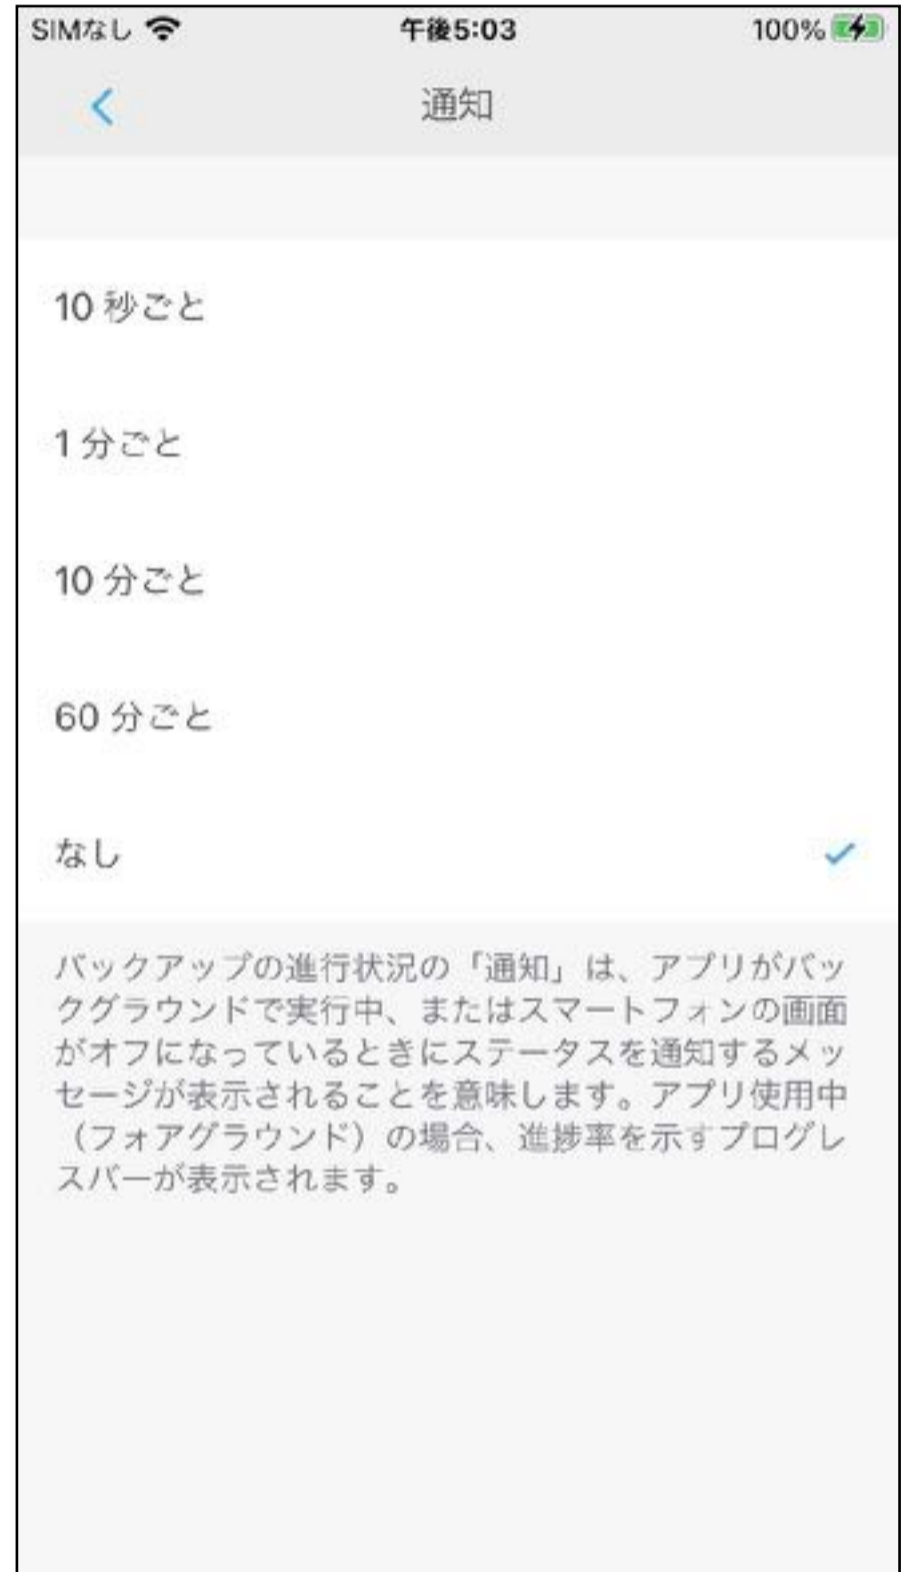 SIMなし 午後5:03 100%
通知
10 秒ごと
1 分ごと
10 分ごと
60 分ごと
なし
バックアップの進行状況の「通知」は、アプリがバッ
クグラウンドで実行中、またはスマートフォンの画面
がオフになっているときにステータスを通知するメッ
セージが表示されることを意味します。アプリ使用中
（フォアグラウンド）の場合、進捗率を示すプログレ
スバーが表示されます。